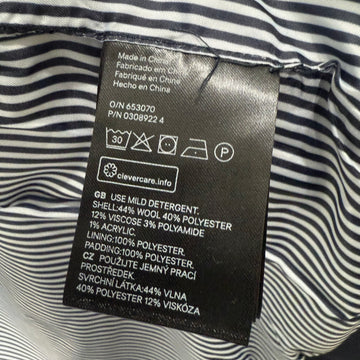 Made in China
Fabricado em China
Fabriqué en Chine
Hecho en China
O/N 653070
P/N 0308922 4
30
P
clevercare.info
GB USE MILD DETERGENT.
SHELL:44% WOOL 40% POLYESTER
12% VISCOSE 3% POLYAMIDE
1% ACRYLIC.
LINING:100% POLYESTER.
PADDING:100% POLYESTER.
CZ POUŽIJTE JEMNÝ PRACÍ
PROSTŘEDEK.
SVRCHNÍ LÁTKA:44% VLNA
40% POLYESTER 12% VISKÓZA